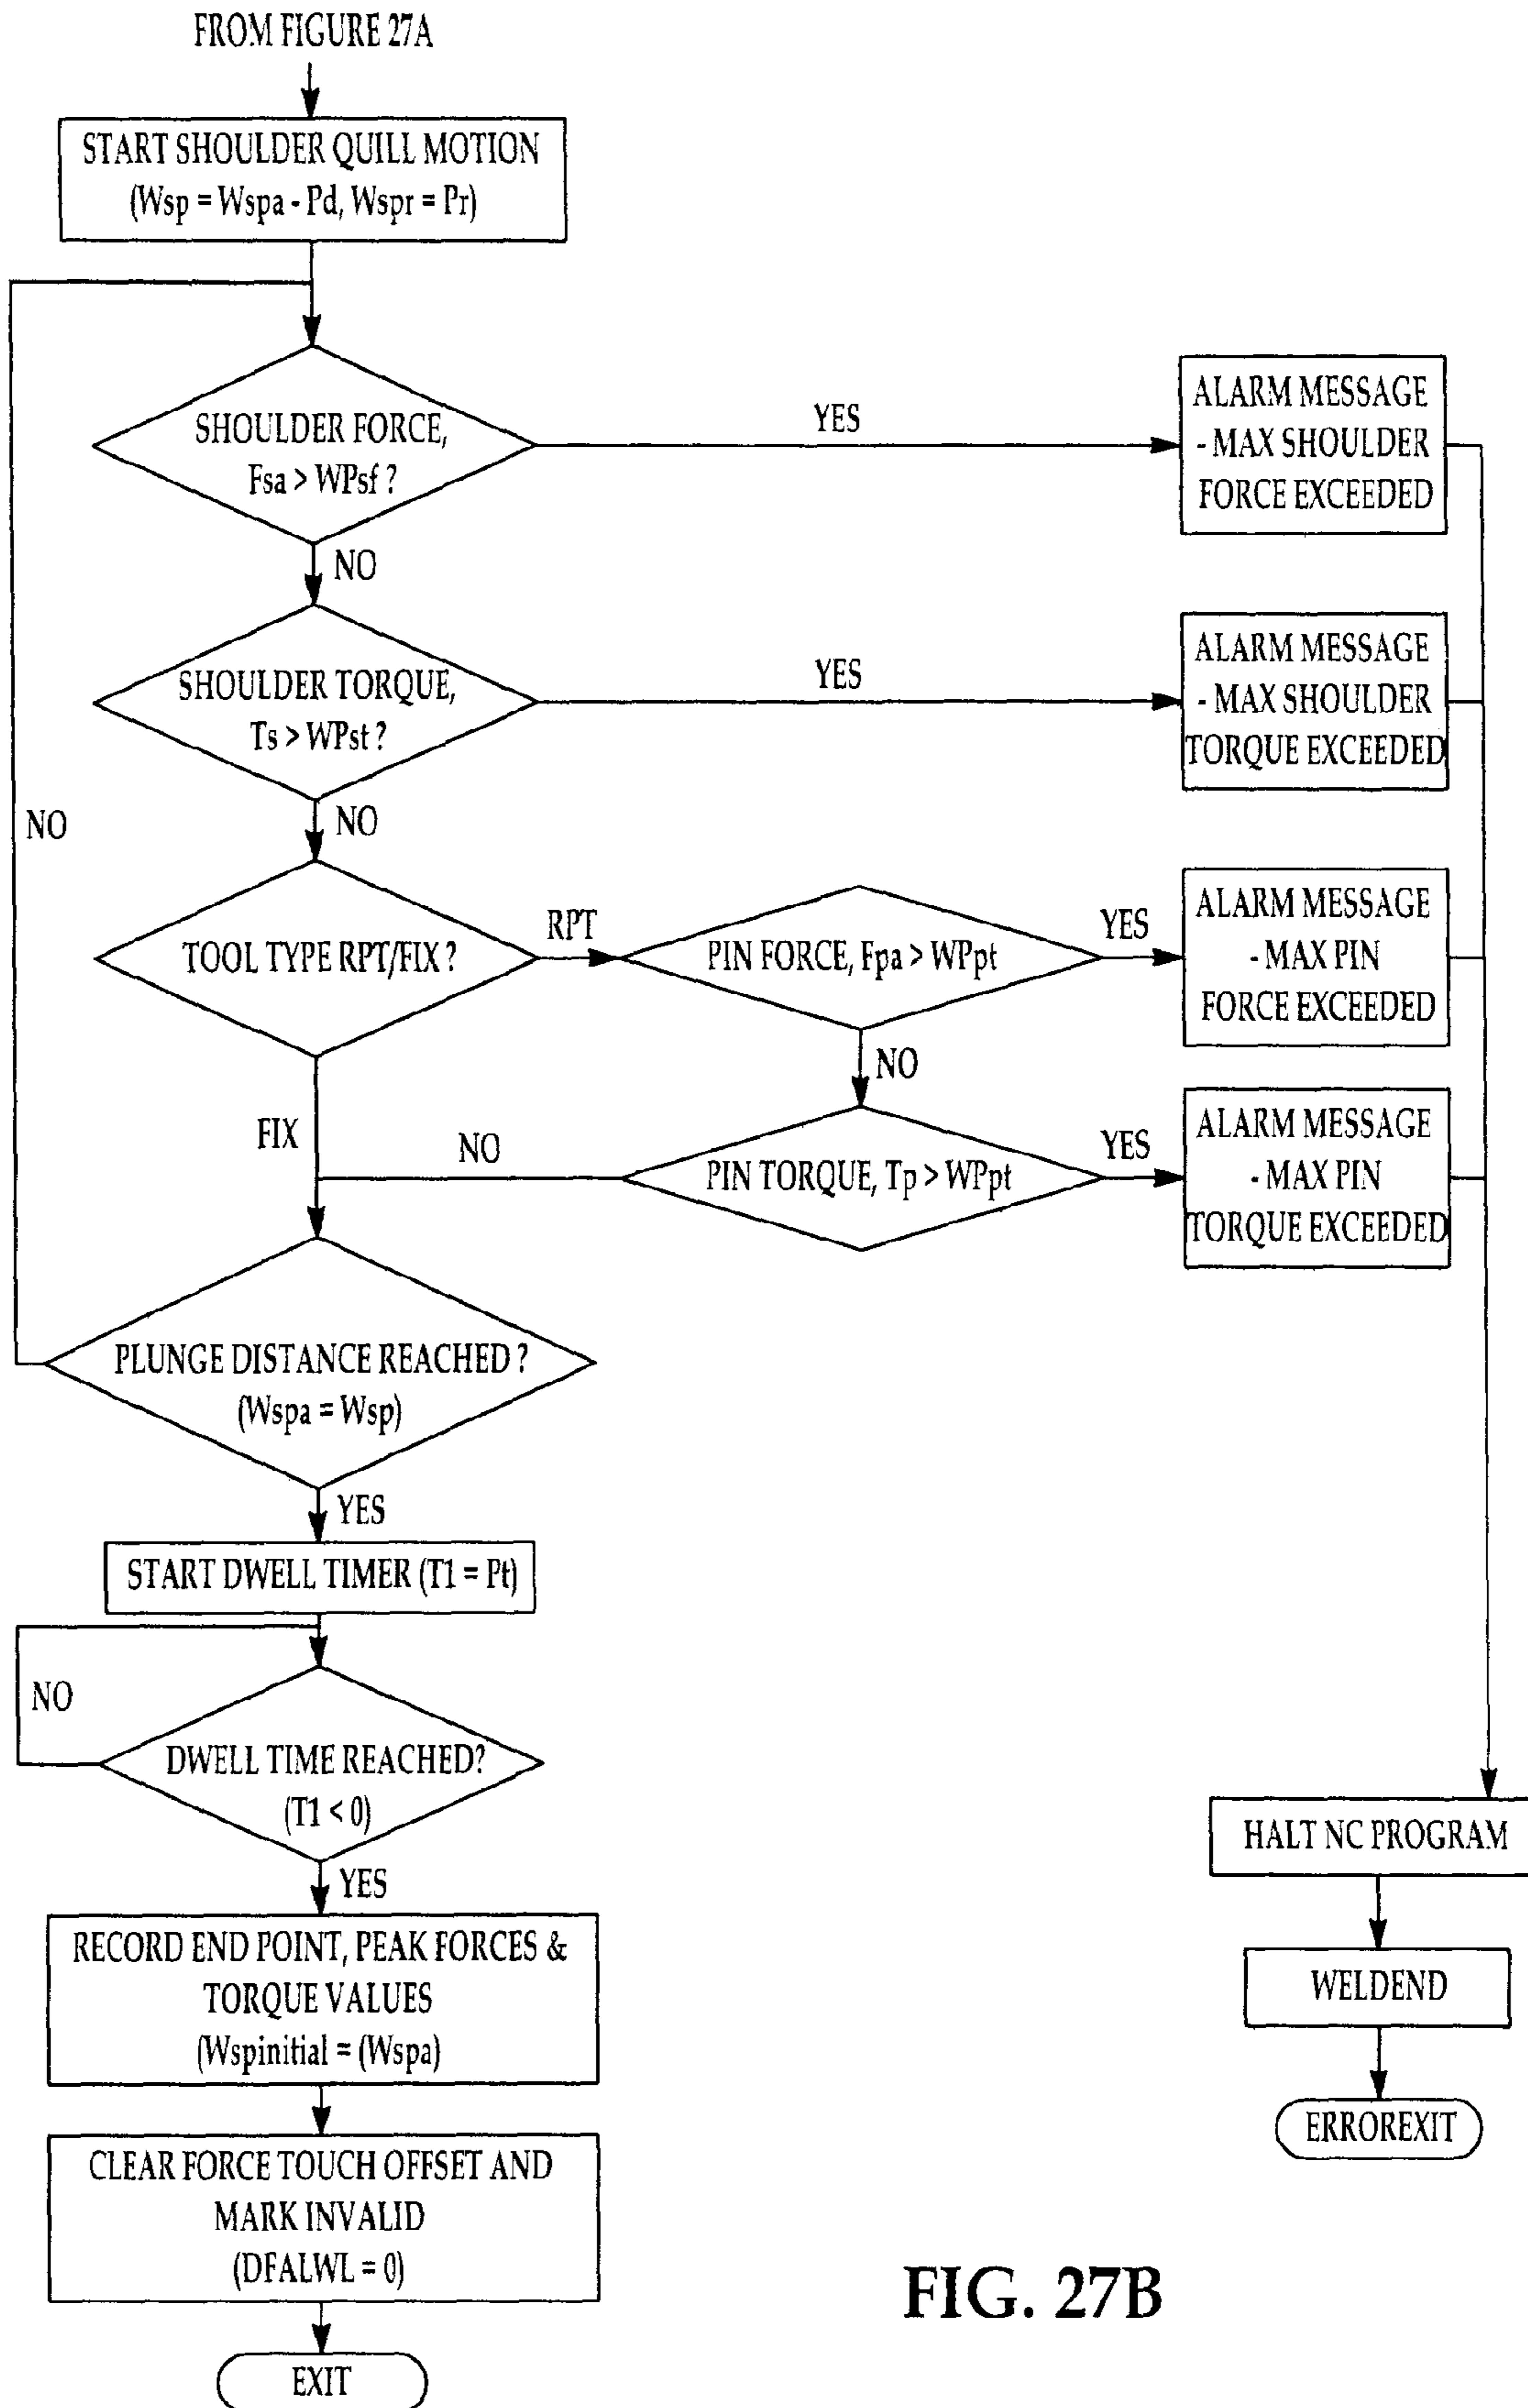 FROM FIGURE 27A
START SHOULDER QUILL MOTION
(Wsp = Wspa - Pd, Wspr = Pr)
SHOULDER FORCE,
Fsa > WPsf ?
YES
ALARM MESSAGE
- MAX SHOULDER
FORCE EXCEEDED
NO
SHOULDER TORQUE,
Ts > WPst ?
YES
ALARM MESSAGE
- MAX SHOULDER
TORQUE EXCEEDED
NO
NO
TOOL TYPE RPT/FIX ?
RPT
PIN FORCE, Fpa > WPpt
YES
ALARM MESSAGE
- MAX PIN
FORCE EXCEEDED
NO
FIX
NO
PIN TORQUE, Tp > WPpt
YES
ALARM MESSAGE
- MAX PIN
TORQUE EXCEEDED
PLUNGE DISTANCE REACHED ?
(Wspa = Wsp)
YES
START DWELL TIMER (T1 = Pt)
NO
DWELL TIME REACHED?
(T1 < 0)
YES
RECORD END POINT, PEAK FORCES &
TORQUE VALUES
(Wspinitial = (Wspa)
CLEAR FORCE TOUCH OFFSET AND
MARK INVALID
(DFALWL = 0)
EXIT
HALT NC PROGRAM
WELDEND
ERROREXIT
FIG. 27B